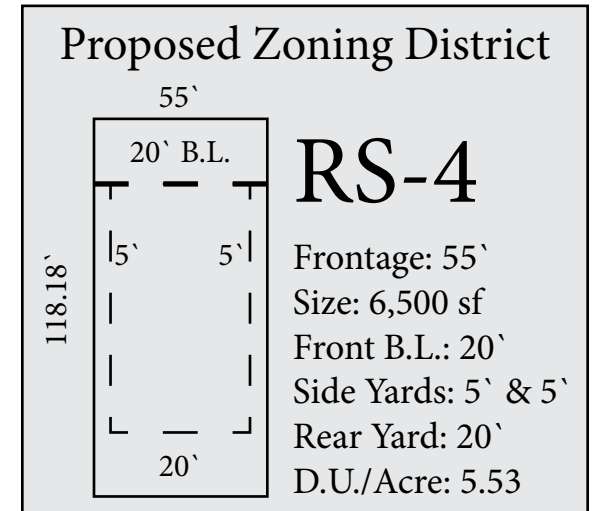 Proposed Zoning District
55`
20` B.L.
RS-4
5` 5`
118.18`
Frontage: 55`
Size: 6,500 sf
Front B.L.: 20`
Side Yards: 5` & 5`
Rear Yard: 20`
20`
D.U./Acre: 5.53